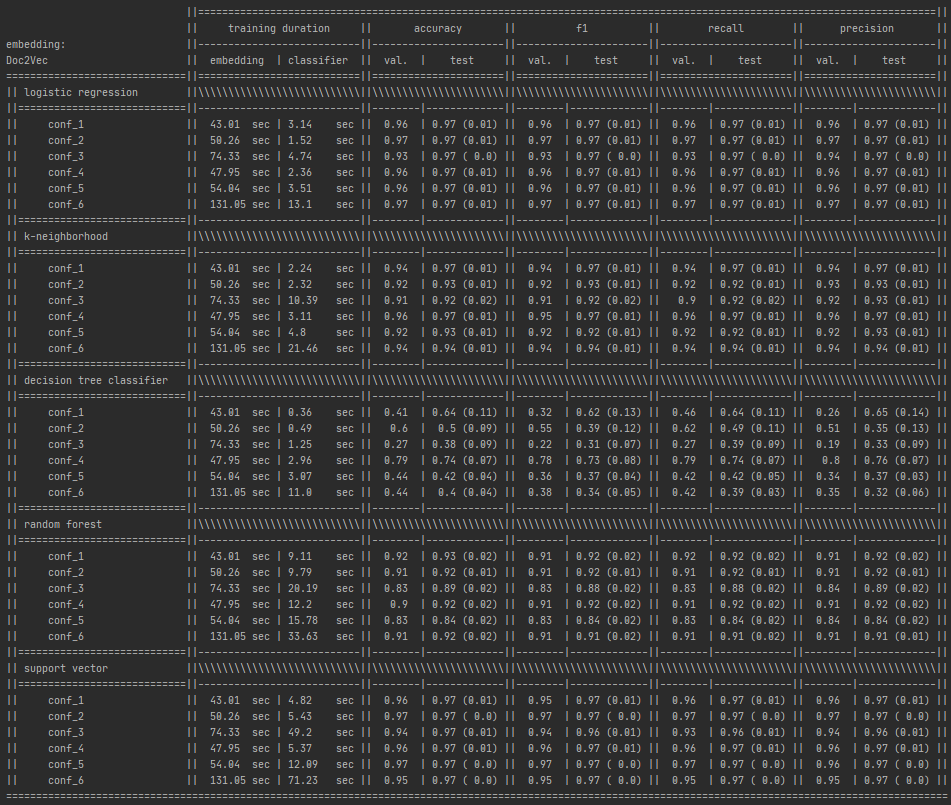 ||===========================================================================================================================||
|| training duration || accuracy || f1 || recall || precision ||
embedding: ||---------------------------||----------------------||----------------------||----------------------||----------------------||
Doc2Vec || embedding | classifier || val. | test || val. | test || val. | test || val. | test ||
============================||===========================||======================||======================||======================||======================||
|| logistic regression ||\\\\\\\\\\\\\\\\\\\\\\\\\\\||\\\\\\\\\\\\\\\\\\\\\\||\\\\\\\\\\\\\\\\\\\\\\||\\\\\\\\\\\\\\\\\\\\\\||\\\\\\\\\\\\\\\\\\\\\\||
||============================||---------------------------||--------|-------------||--------|-------------||--------|-------------||--------|-------------||
|| conf_1 || 43.01 sec | 3.14 sec || 0.96 | 0.97 (0.01) || 0.96 | 0.97 (0.01) || 0.96 | 0.97 (0.01) || 0.96 | 0.97 (0.01) ||
|| conf_2 || 50.26 sec | 1.52 sec || 0.97 | 0.97 (0.01) || 0.97 | 0.97 (0.01) || 0.97 | 0.97 (0.01) || 0.97 | 0.97 (0.01) ||
|| conf_3 || 74.33 sec | 4.74 sec || 0.93 | 0.97 ( 0.0) || 0.93 | 0.97 ( 0.0) || 0.93 | 0.97 ( 0.0) || 0.94 | 0.97 ( 0.0) ||
|| conf_4 || 47.95 sec | 2.36 sec || 0.96 | 0.97 (0.01) || 0.96 | 0.97 (0.01) || 0.96 | 0.97 (0.01) || 0.96 | 0.97 (0.01) ||
|| conf_5 || 54.04 sec | 3.51 sec || 0.96 | 0.97 (0.01) || 0.96 | 0.97 (0.01) || 0.96 | 0.97 (0.01) || 0.96 | 0.97 (0.01) ||
|| conf_6 || 131.05 sec | 13.1 sec || 0.97 | 0.97 (0.01) || 0.97 | 0.97 (0.01) || 0.97 | 0.97 (0.01) || 0.97 | 0.97 (0.01) ||
||============================||---------------------------||--------|-------------||--------|-------------||--------|-------------||--------|-------------||
|| k-neighborhood ||\\\\\\\\\\\\\\\\\\\\\\\\\\\||\\\\\\\\\\\\\\\\\\\\\\||\\\\\\\\\\\\\\\\\\\\\\||\\\\\\\\\\\\\\\\\\\\\\||\\\\\\\\\\\\\\\\\\\\\\||
||============================||---------------------------||--------|-------------||--------|-------------||--------|-------------||--------|-------------||
|| conf_1 || 43.01 sec | 2.24 sec || 0.94 | 0.97 (0.01) || 0.94 | 0.97 (0.01) || 0.94 | 0.97 (0.01) || 0.94 | 0.97 (0.01) ||
|| conf_2 || 50.26 sec | 2.32 sec || 0.92 | 0.93 (0.01) || 0.92 | 0.93 (0.01) || 0.92 | 0.92 (0.01) || 0.93 | 0.93 (0.01) ||
|| conf_3 || 74.33 sec | 10.39 sec || 0.91 | 0.92 (0.02) || 0.91 | 0.92 (0.02) || 0.9 | 0.92 (0.02) || 0.92 | 0.93 (0.01) ||
|| conf_4 || 47.95 sec | 3.11 sec || 0.96 | 0.97 (0.01) || 0.95 | 0.97 (0.01) || 0.96 | 0.97 (0.01) || 0.96 | 0.97 (0.01) ||
|| conf_5 || 54.04 sec | 4.8 sec || 0.92 | 0.93 (0.01) || 0.92 | 0.92 (0.01) || 0.92 | 0.92 (0.01) || 0.92 | 0.93 (0.01) ||
|| conf_6 || 131.05 sec | 21.46 sec || 0.94 | 0.94 (0.01) || 0.94 | 0.94 (0.01) || 0.94 | 0.94 (0.01) || 0.94 | 0.94 (0.01) ||
||============================||---------------------------||--------|-------------||--------|-------------||--------|-------------||--------|-------------||
|| decision tree classifier ||\\\\\\\\\\\\\\\\\\\\\\\\\\\||\\\\\\\\\\\\\\\\\\\\\\||\\\\\\\\\\\\\\\\\\\\\\||\\\\\\\\\\\\\\\\\\\\\\||\\\\\\\\\\\\\\\\\\\\\\||
||============================||---------------------------||--------|-------------||--------|-------------||--------|-------------||--------|-------------||
|| conf_1 || 43.01 sec | 0.36 sec || 0.41 | 0.64 (0.11) || 0.32 | 0.62 (0.13) || 0.46 | 0.64 (0.11) || 0.26 | 0.65 (0.14) ||
|| conf_2 || 50.26 sec | 0.49 sec || 0.6 | 0.5 (0.09) || 0.55 | 0.39 (0.12) || 0.62 | 0.49 (0.11) || 0.51 | 0.35 (0.13) ||
|| conf_3 || 74.33 sec | 1.25 sec || 0.27 | 0.38 (0.09) || 0.22 | 0.31 (0.07) || 0.27 | 0.39 (0.09) || 0.19 | 0.33 (0.09) ||
|| conf_4 || 47.95 sec | 2.96 sec || 0.79 | 0.74 (0.07) || 0.78 | 0.73 (0.08) || 0.79 | 0.74 (0.07) || 0.8 | 0.76 (0.07) ||
|| conf_5 || 54.04 sec | 3.07 sec || 0.44 | 0.42 (0.04) || 0.36 | 0.37 (0.04) || 0.42 | 0.42 (0.05) || 0.34 | 0.37 (0.03) ||
|| conf_6 || 131.05 sec | 11.0 sec || 0.44 | 0.4 (0.04) || 0.38 | 0.34 (0.05) || 0.42 | 0.39 (0.03) || 0.35 | 0.32 (0.06) ||
||============================||---------------------------||--------|-------------||--------|-------------||--------|-------------||--------|-------------||
|| random forest ||\\\\\\\\\\\\\\\\\\\\\\\\\\\||\\\\\\\\\\\\\\\\\\\\\\||\\\\\\\\\\\\\\\\\\\\\\||\\\\\\\\\\\\\\\\\\\\\\||\\\\\\\\\\\\\\\\\\\\\\||
||============================||---------------------------||--------|-------------||--------|-------------||--------|-------------||--------|-------------||
|| conf_1 || 43.01 sec | 9.11 sec || 0.92 | 0.93 (0.02) || 0.91 | 0.92 (0.02) || 0.92 | 0.92 (0.02) || 0.91 | 0.92 (0.02) ||
|| conf_2 || 50.26 sec | 9.79 sec || 0.91 | 0.92 (0.01) || 0.91 | 0.92 (0.01) || 0.91 | 0.92 (0.01) || 0.91 | 0.92 (0.01) ||
|| conf_3 || 74.33 sec | 20.19 sec || 0.83 | 0.89 (0.02) || 0.83 | 0.88 (0.02) || 0.83 | 0.88 (0.02) || 0.84 | 0.89 (0.02) ||
|| conf_4 || 47.95 sec | 12.2 sec || 0.9 | 0.92 (0.02) || 0.91 | 0.92 (0.02) || 0.91 | 0.92 (0.02) || 0.91 | 0.92 (0.02) ||
|| conf_5 || 54.04 sec | 15.78 sec || 0.83 | 0.84 (0.02) || 0.83 | 0.84 (0.02) || 0.83 | 0.84 (0.02) || 0.84 | 0.84 (0.02) ||
|| conf_6 || 131.05 sec | 33.63 sec || 0.91 | 0.92 (0.02) || 0.91 | 0.91 (0.02) || 0.91 | 0.91 (0.02) || 0.91 | 0.91 (0.01) ||
||============================||---------------------------||--------|-------------||--------|-------------||--------|-------------||--------|-------------||
|| support vector ||\\\\\\\\\\\\\\\\\\\\\\\\\\\||\\\\\\\\\\\\\\\\\\\\\\||\\\\\\\\\\\\\\\\\\\\\\||\\\\\\\\\\\\\\\\\\\\\\||\\\\\\\\\\\\\\\\\\\\\\||
||============================||---------------------------||--------|-------------||--------|-------------||--------|-------------||--------|-------------||
|| conf_1 || 43.01 sec | 4.82 sec || 0.96 | 0.97 (0.01) || 0.95 | 0.97 (0.01) || 0.96 | 0.97 (0.01) || 0.96 | 0.97 (0.01) ||
|| conf_2 || 50.26 sec | 5.43 sec || 0.97 | 0.97 ( 0.0) || 0.97 | 0.97 ( 0.0) || 0.97 | 0.97 ( 0.0) || 0.97 | 0.97 ( 0.0) ||
|| conf_3 || 74.33 sec | 49.2 sec || 0.94 | 0.97 (0.01) || 0.94 | 0.96 (0.01) || 0.93 | 0.96 (0.01) || 0.94 | 0.96 (0.01) ||
|| conf_4 || 47.95 sec | 5.37 sec || 0.96 | 0.97 (0.01) || 0.96 | 0.97 (0.01) || 0.96 | 0.97 (0.01) || 0.96 | 0.97 (0.01) ||
|| conf_5 || 54.04 sec | 12.09 sec || 0.97 | 0.97 ( 0.0) || 0.97 | 0.97 ( 0.0) || 0.97 | 0.97 ( 0.0) || 0.96 | 0.97 ( 0.0) ||
|| conf_6 || 131.05 sec | 71.23 sec || 0.95 | 0.97 ( 0.0) || 0.95 | 0.97 ( 0.0) || 0.95 | 0.97 ( 0.0) || 0.95 | 0.97 ( 0.0) ||
=============================================================================================================================================================